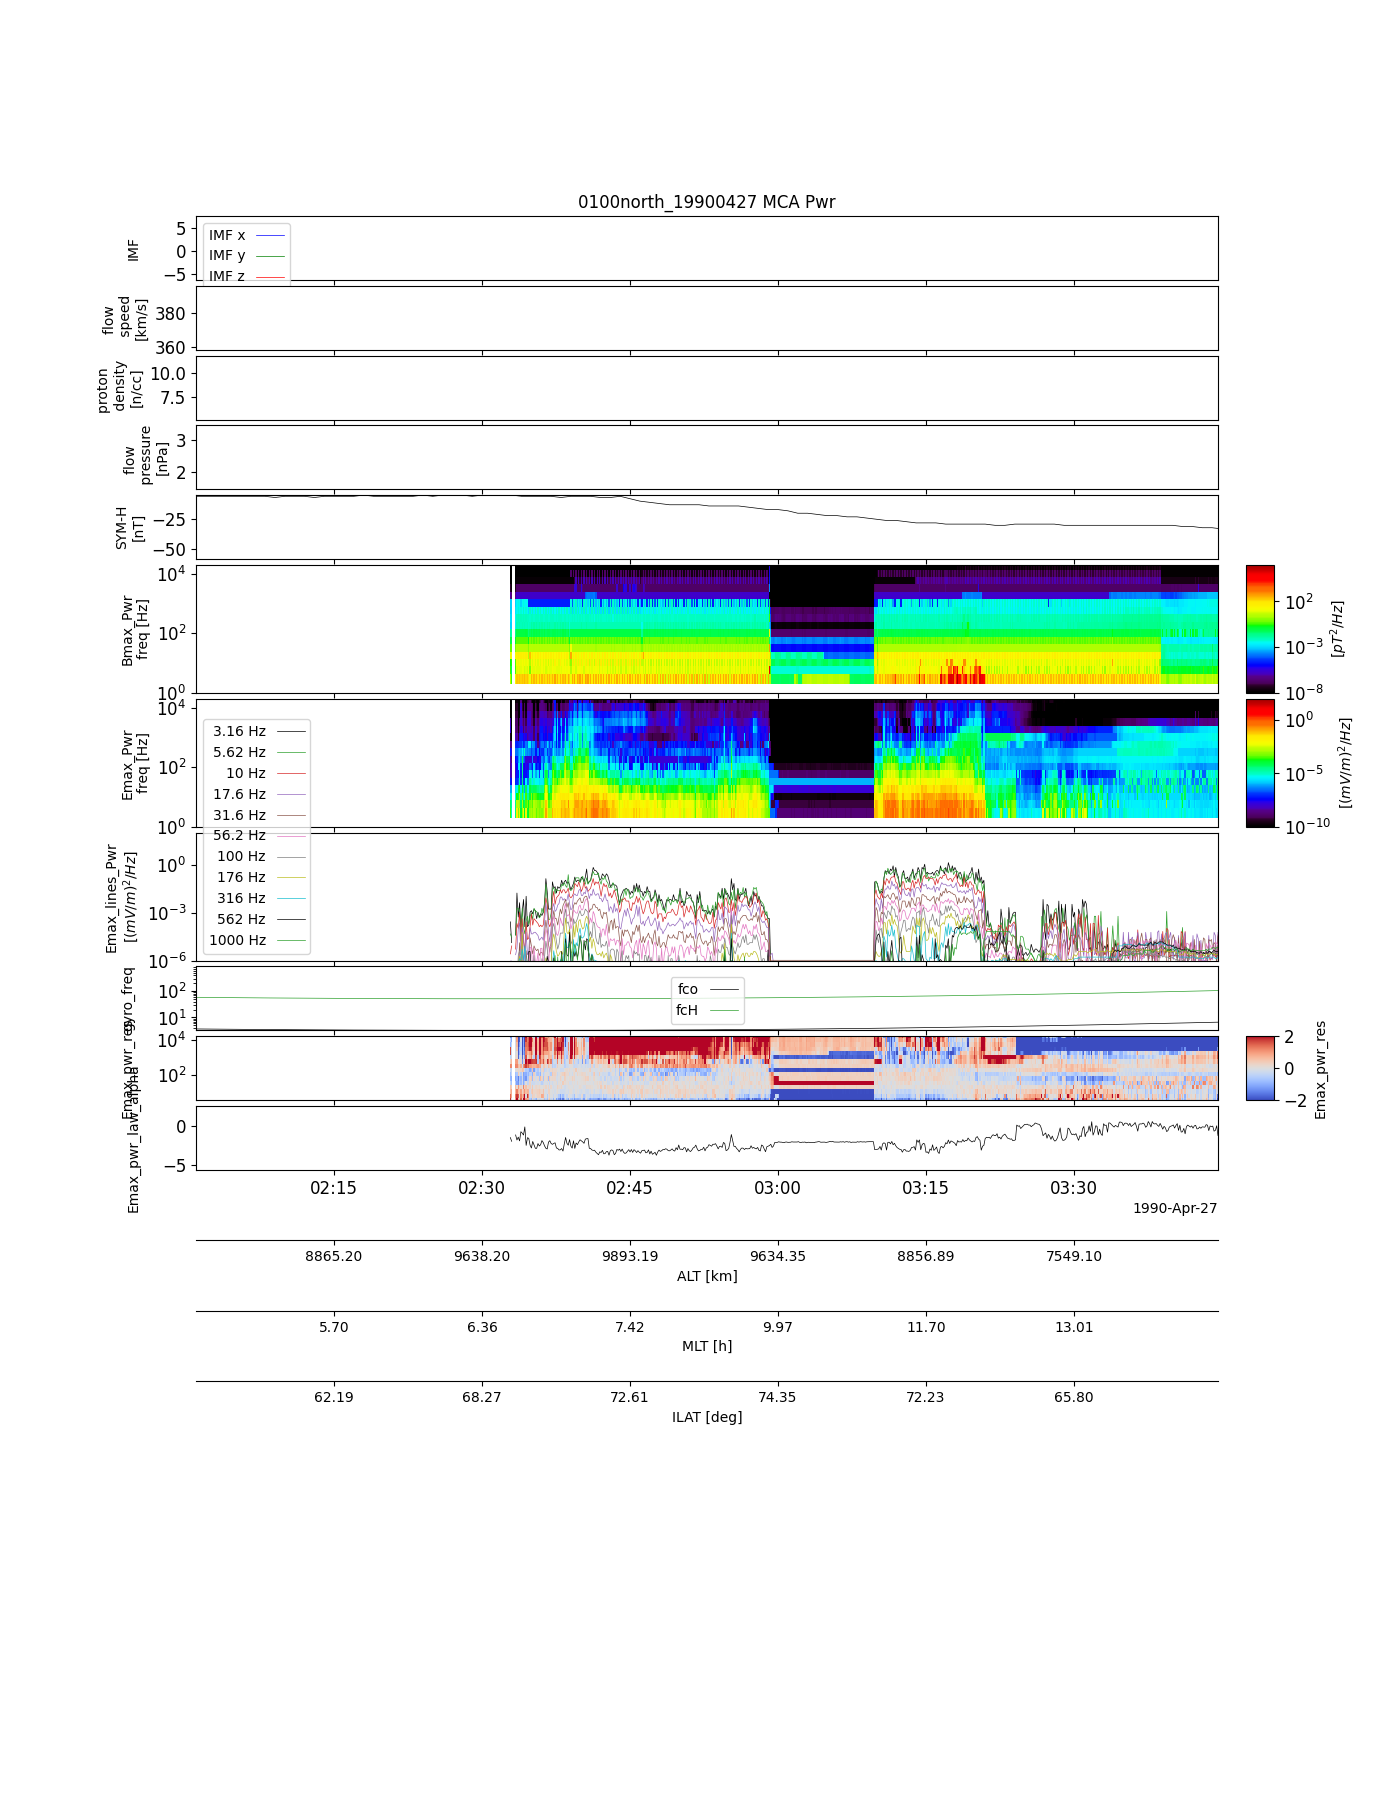 0100north_19900427 MCA Pwr
IMF
5
0
−5
IMF x
IMF y
IMF z
flow
speed
[km/s]
380
360
proton
density
[n/cc]
10.0
7.5
flow
pressure
[nPa]
3
2
SYM-H
[nT]
−25
−50
Bmax_Pwr
freq [Hz]
10^4
10^2
10^0
10^2
10^−3
10^−8
[pT^2/Hz]
Emax_Pwr
freq [Hz]
10^4
10^2
10^0
10^0
10^−5
10^−10
[(mV/m)^2/Hz]
3.16 Hz
5.62 Hz
10 Hz
17.6 Hz
31.6 Hz
56.2 Hz
100 Hz
176 Hz
316 Hz
562 Hz
1000 Hz
Emax_lines_Pwr
[(mV/m)^2/Hz]
10^0
10^−3
10^−6
gyro_freq
10^2
10^1
fco
fcH
Emax_pwr_res
10^4
10^2
2
0
−2
Emax_pwr_res
Emax_pwr_law_alpha
0
−5
02:15 02:30 02:45 03:00 03:15 03:30
1990-Apr-27
8865.20 9638.20 9893.19 9634.35 8856.89 7549.10
ALT [km]
5.70 6.36 7.42 9.97 11.70 13.01
MLT [h]
62.19 68.27 72.61 74.35 72.23 65.80
ILAT [deg]